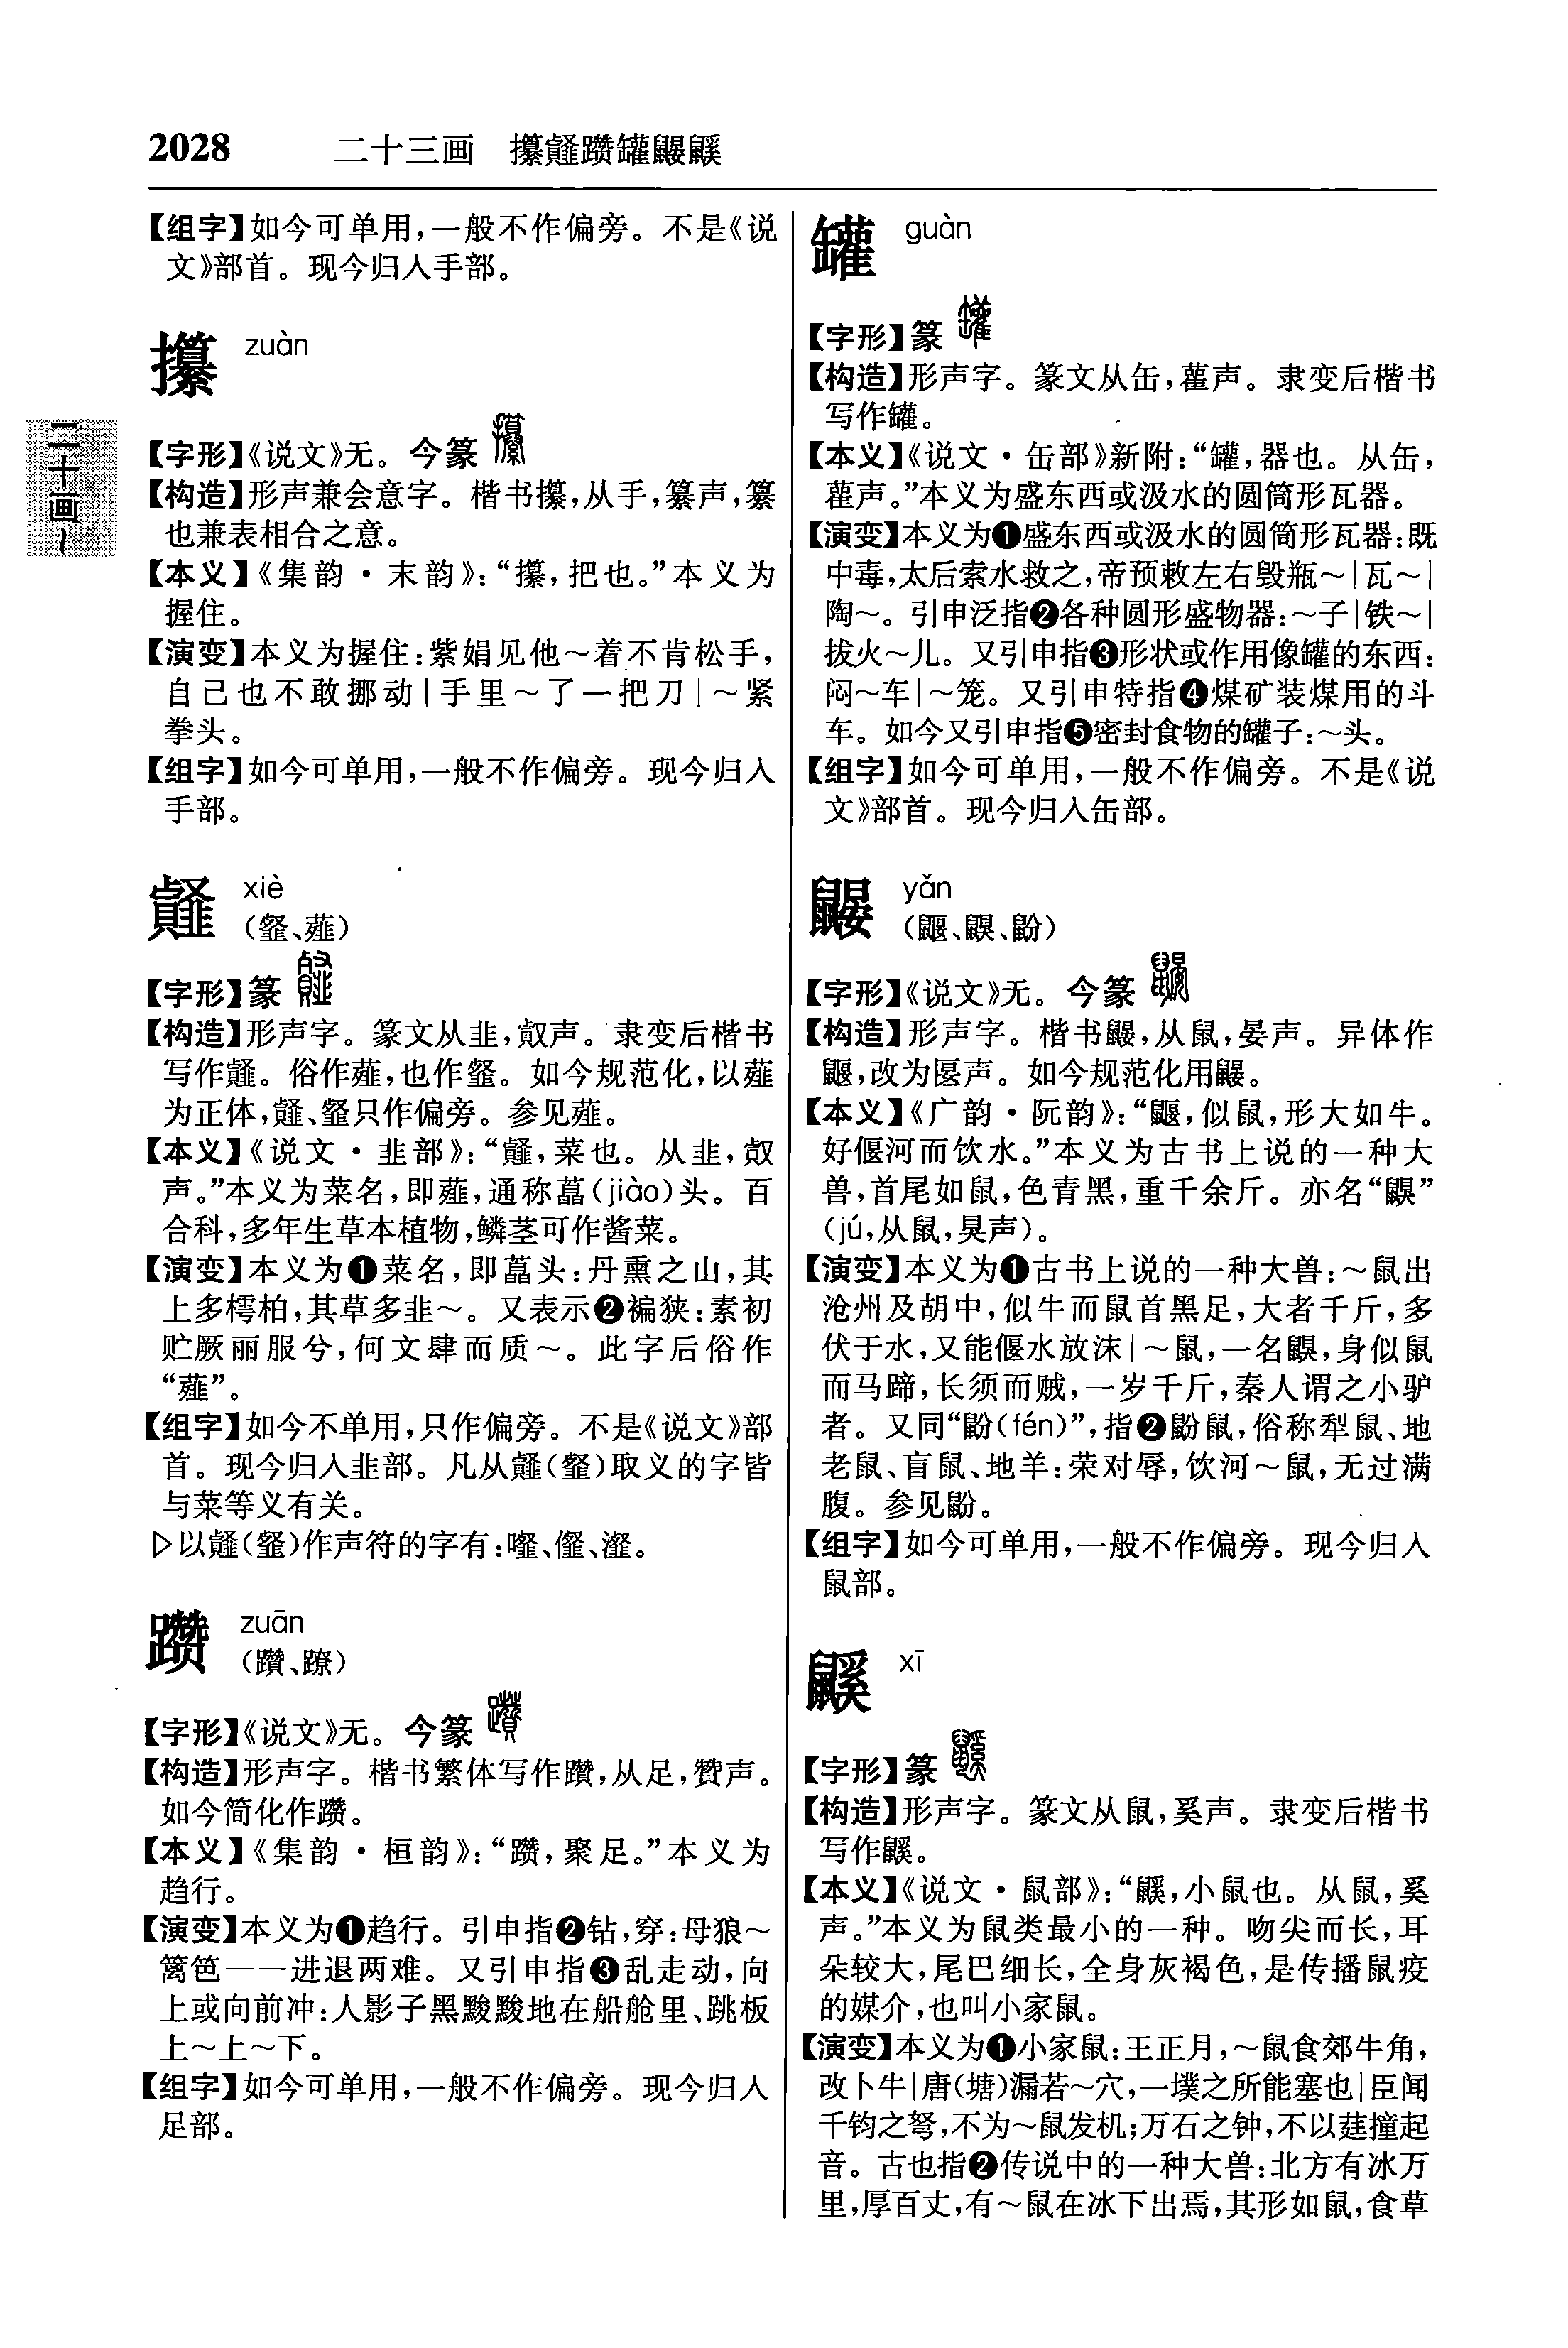 2028 二十三画 攥䪥躜罐鼹鼷
【组字】如今可单用,一般不作偏旁。不是《说
文》部首。现今归入手部。
攥 zuàn
【字形】《说文》无。今篆
【构造】形声兼会意字。楷书攥,从手,纂声,纂
也兼表相合之意。
【本义】《集韵·末韵》:“攥,把也。”本义为
握住。
【演变】本义为握住:紫娟见他～着不肯松手,
自己也不敢挪动|手里～了一把刀|～紧
拳头。
【组字】如今可单用,一般不作偏旁。现今归入
手部。
䪥 xiè
(䪥、薤)
【字形】篆
【构造】形声字。篆文从韭,㕡声。隶变后楷书
写作䪥。俗作薤,也作。如今规范化,以薤
为正体,䪥、只作偏旁。参见薤。
【本义】《说文·韭部》:“䪥,菜也。从韭,㕡
声。”本义为菜名,即薤,通称藠(jiào)头。百
合科,多年生草本植物,鳞茎可作酱菜。
【演变】本义为❶菜名,即藠头:丹熏之山,其
上多樗柏,其草多韭～。又表示❷褊狭:素初
贮厥丽服兮,何文肆而质～。此字后俗作
“薤”。
【组字】如今不单用,只作偏旁。不是《说文》部
首。现今归入韭部。凡从䪥()取义的字皆
与菜等义有关。
▷以䪥()作声符的字有:、、瀣。
躜 zuān
(躦、蹽)
【字形】《说文》无。今篆
【构造】形声字。楷书繁体写作躜,从足,贊声。
如今简化作躜。
【本义】《集韵·桓韵》:“躜,聚足。”本义为
趋行。
【演变】本义为❶趋行。引申指❷钻,穿:母狼～
篱笆——进退两难。又引申指❸乱走动,向
上或向前冲:人影子黑黢黢地在船舱里、跳板
上～上～下。
【组字】如今可单用,一般不作偏旁。现今归入
足部。
二十画～
罐 guàn
【字形】篆
【构造】形声字。篆文从缶,雚声。隶变后楷书
写作罐。
【本义】《说文·缶部》新附:“罐,器也。从缶,
雚声。”本义为盛东西或汲水的圆筒形瓦器。
【演变】本义为❶盛东西或汲水的圆筒形瓦器:既
中毒,太后索水救之,帝预敕左右毁瓶～|瓦～|
陶～。引申泛指❷各种圆形盛物器:～子|铁～|
拔火～儿。又引申指❸形状或作用像罐的东西:
闷～车|～笼。又引申特指❹煤矿装煤用的斗
车。如今又引申指❺密封食物的罐子:～头。
【组字】如今可单用,一般不作偏旁。不是《说
文》部首。现今归入缶部。
鼹 yǎn
(鼴、鼳、鼢)
【字形】《说文》无。今篆
【构造】形声字。楷书鼹,从鼠,晏声。异体作
鼴,改为匽声。如今规范化用鼹。
【本义】《广韵·阮韵》:“鼴,似鼠,形大如牛。
好偃河而饮水。”本义为古书上说的一种大
兽,首尾如鼠,色青黑,重千余斤。亦名“鼳”
(jú,从鼠,狊声)。
【演变】本义为❶古书上说的一种大兽:～鼠出
沧州及胡中,似牛而鼠首黑足,大者千斤,多
伏于水,又能偃水放沫|～鼠,一名鼳,身似鼠
而马蹄,长须而贼,一岁千斤,秦人谓之小驴
者。又同“鼢(fén)”,指❷鼢鼠,俗称犁鼠、地
老鼠、盲鼠、地羊:荣对辱,饮河～鼠,无过满
腹。参见鼢。
【组字】如今可单用,一般不作偏旁。现今归入
鼠部。
鼷 xī
【字形】篆
【构造】形声字。篆文从鼠,奚声。隶变后楷书
写作鼷。
【本义】《说文·鼠部》:“鼷,小鼠也。从鼠,奚
声。”本义为鼠类最小的一种。吻尖而长,耳
朵较大,尾巴细长,全身灰褐色,是传播鼠疫
的媒介,也叫小家鼠。
【演变】本义为❶小家鼠:王正月,～鼠食郊牛角,
改卜牛|唐(塘)漏若～穴,一墣之所能塞也|臣闻
千钧之弩,不为～鼠发机;万石之钟,不以莛撞起
音。古也指❷传说中的一种大兽:北方有冰万
里,厚百丈,有～鼠在冰下出焉,其形如鼠,食草